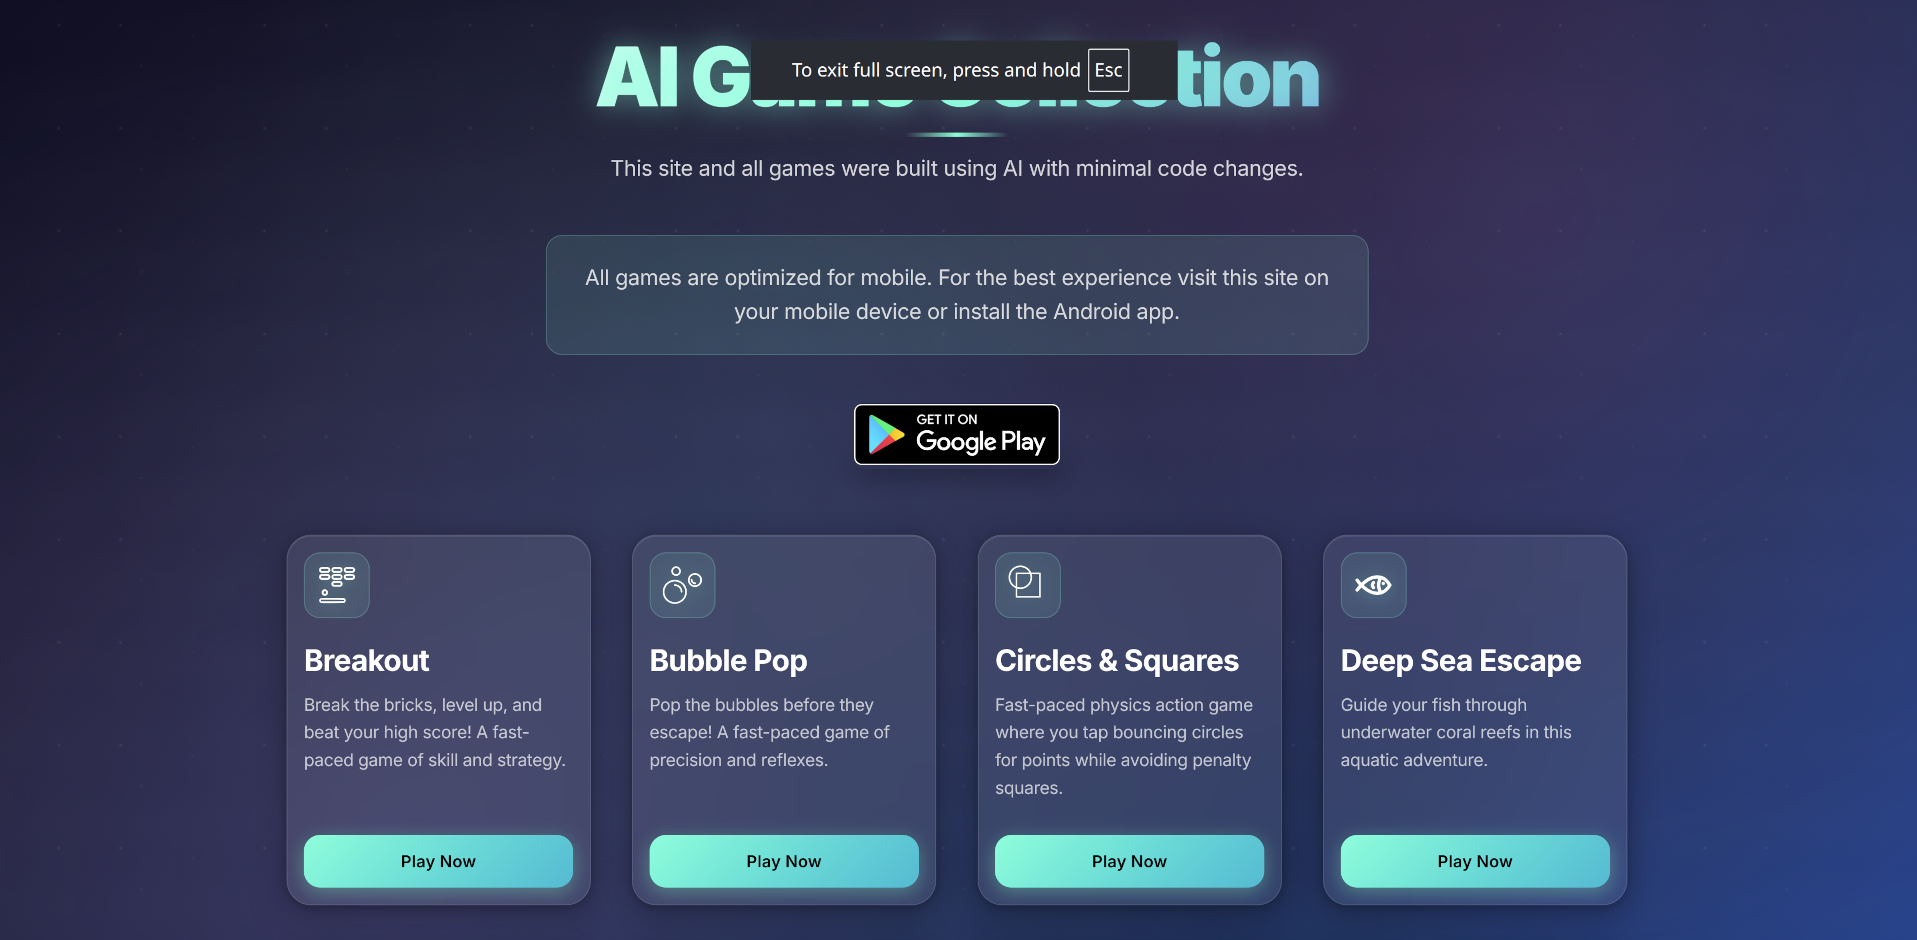 AI Game Collection
To exit full screen, press and hold Esc
This site and all games were built using AI with minimal code changes.
All games are optimized for mobile. For the best experience visit this site on
your mobile device or install the Android app.
GET IT ON
Google Play
Breakout
Break the bricks, level up, and
beat your high score! A fast-
paced game of skill and strategy.
Play Now
Bubble Pop
Pop the bubbles before they
escape! A fast-paced game of
precision and reflexes.
Play Now
Circles & Squares
Fast-paced physics action game
where you tap bouncing circles
for points while avoiding penalty
squares.
Play Now
Deep Sea Escape
Guide your fish through
underwater coral reefs in this
aquatic adventure.
Play Now